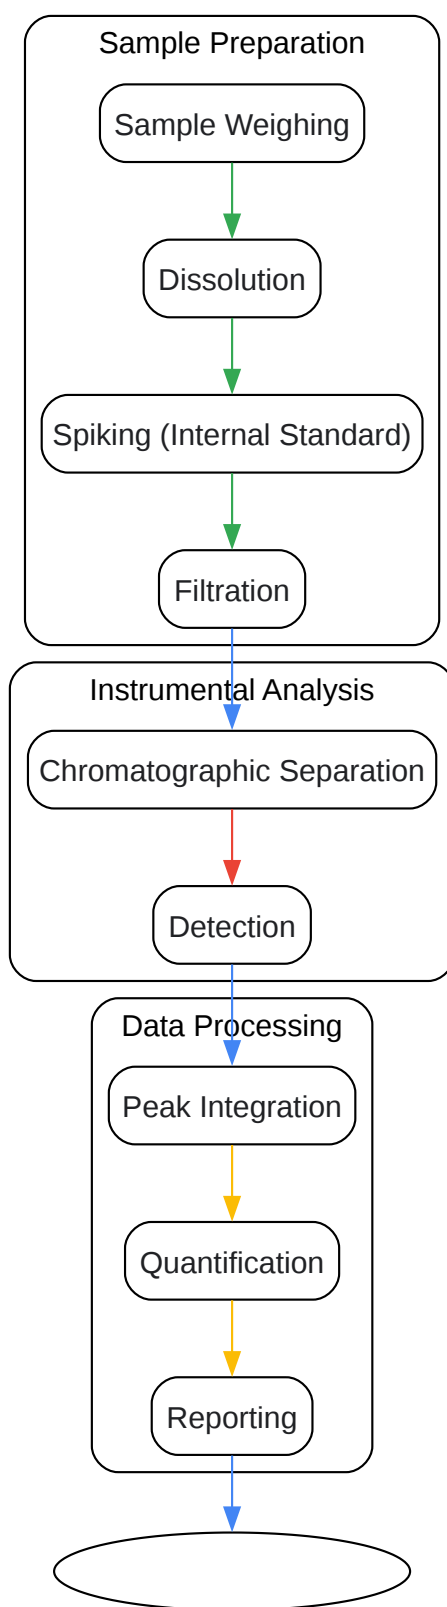 Sample Preparation
Sample Weighing
Dissolution
Spiking (Internal Standard)
Filtration
Instrumental Analysis
Chromatographic Separation
Detection
Data Processing
Peak Integration
Quantification
Reporting